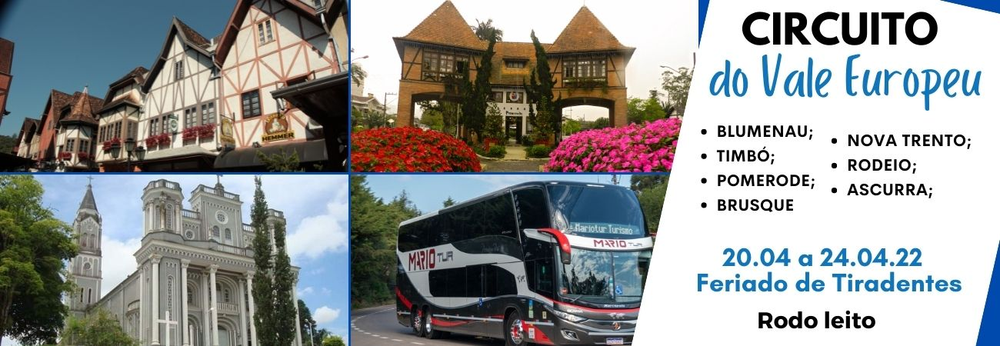 CIRCUITO
do Vale Europeu
• BLUMENAU;
• TIMBÓ;
• POMERODE;
• BRUSQUE
• NOVA TRENTO;
• RODEIO;
• ASCURRA;
20.04 a 24.04.22
Feriado de Tiradentes
Rodo leito
HEMMER
Mariotur Turismo
MARIO TUR
MARIO TUR
Marcopolo